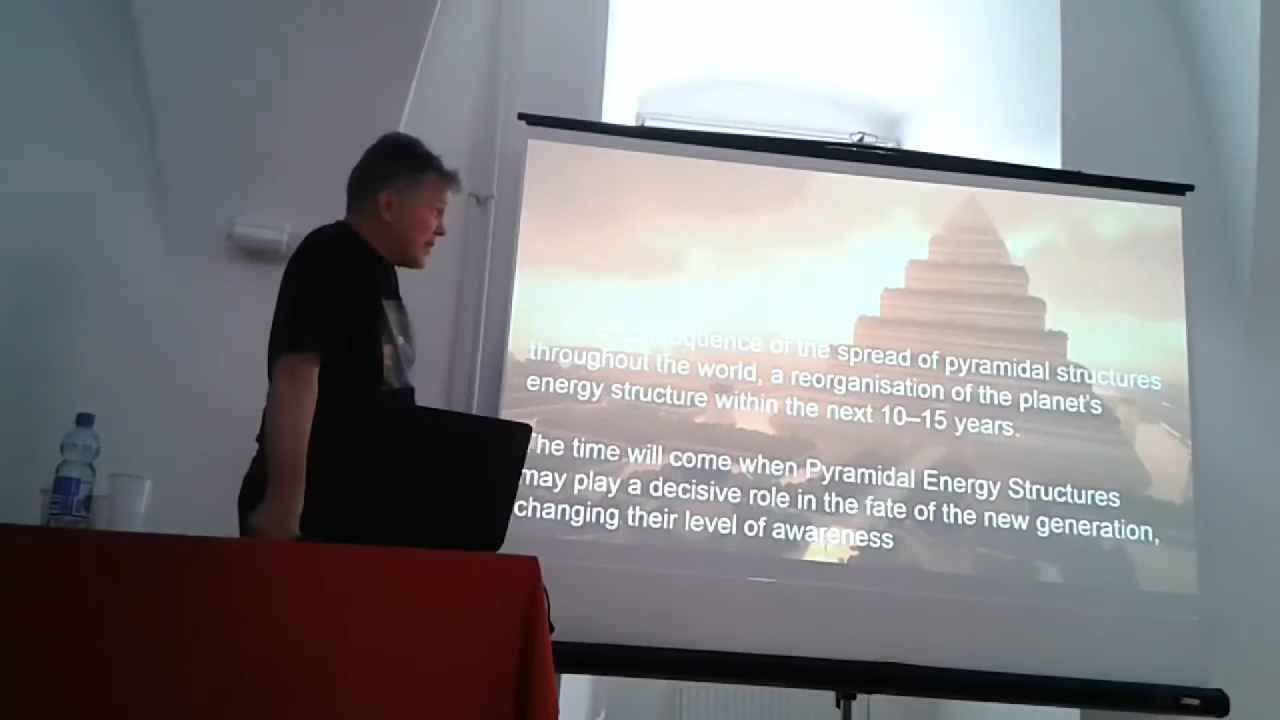 of the spread of pyramidal structures
throughout the world, a reorganisation of the planet's
energy structure within the next 10–15 years.
The time will come when Pyramidal Energy Structures
may play a decisive role in the fate of the new generation,
changing their level of awareness